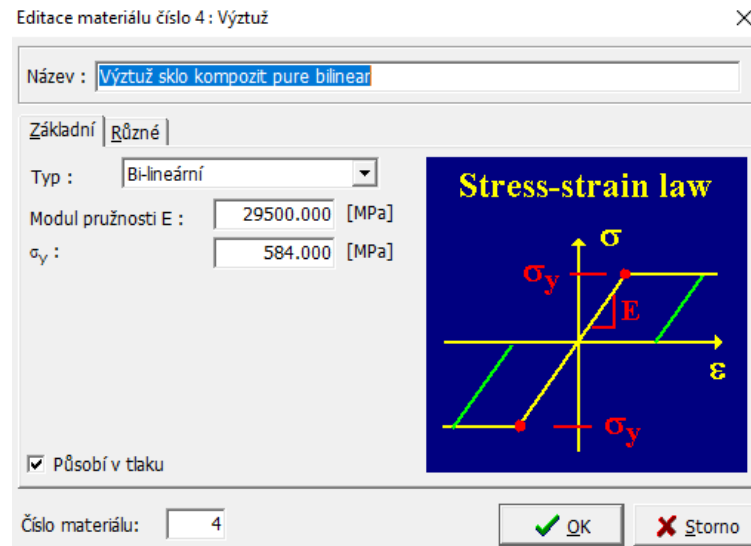 Editace materiálu číslo 4 : Výztuž
Název : Výztuž sklo kompozit pure bilinear
Základní Různé
Typ : Bi-lineární
Modul pružnosti E : 29500.000 [MPa]
σy : 584.000 [MPa]
Stress-strain law
σ
σy
E
ε
σy
Působí v tlaku
Číslo materiálu: 4
OK Storno